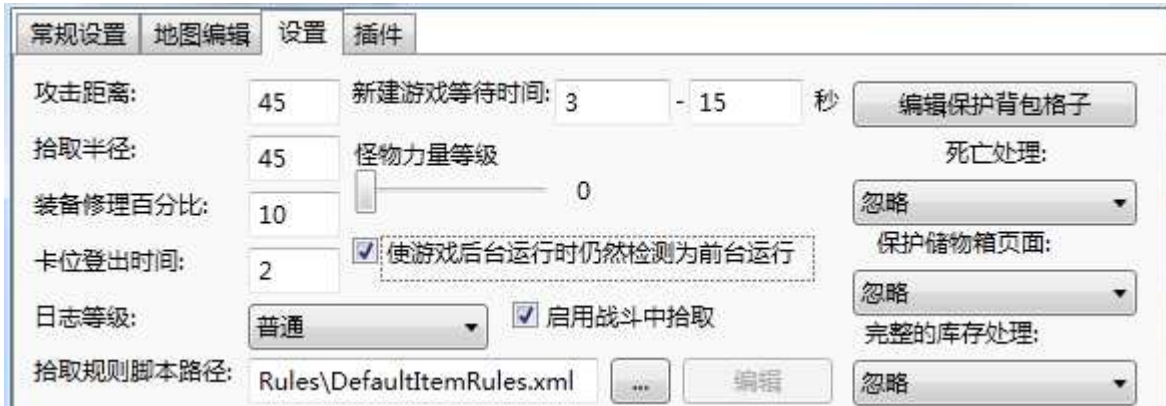 常规设置 地图编辑 设置 插件
攻击距离: 45 新建游戏等待时间: 3 - 15 秒 编辑保护背包格子
拾取半径: 45 怪物力量等级 死亡处理:
0
装备修理百分比: 10 忽略
卡位登出时间: 2 使游戏后台运行时仍然检测为前台运行 保护储物箱页面:
忽略
日志等级: 普通 启用战斗中拾取 完整的库存处理:
拾取规则脚本路径: Rules\DefaultItemRules.xml ... 编辑 忽略